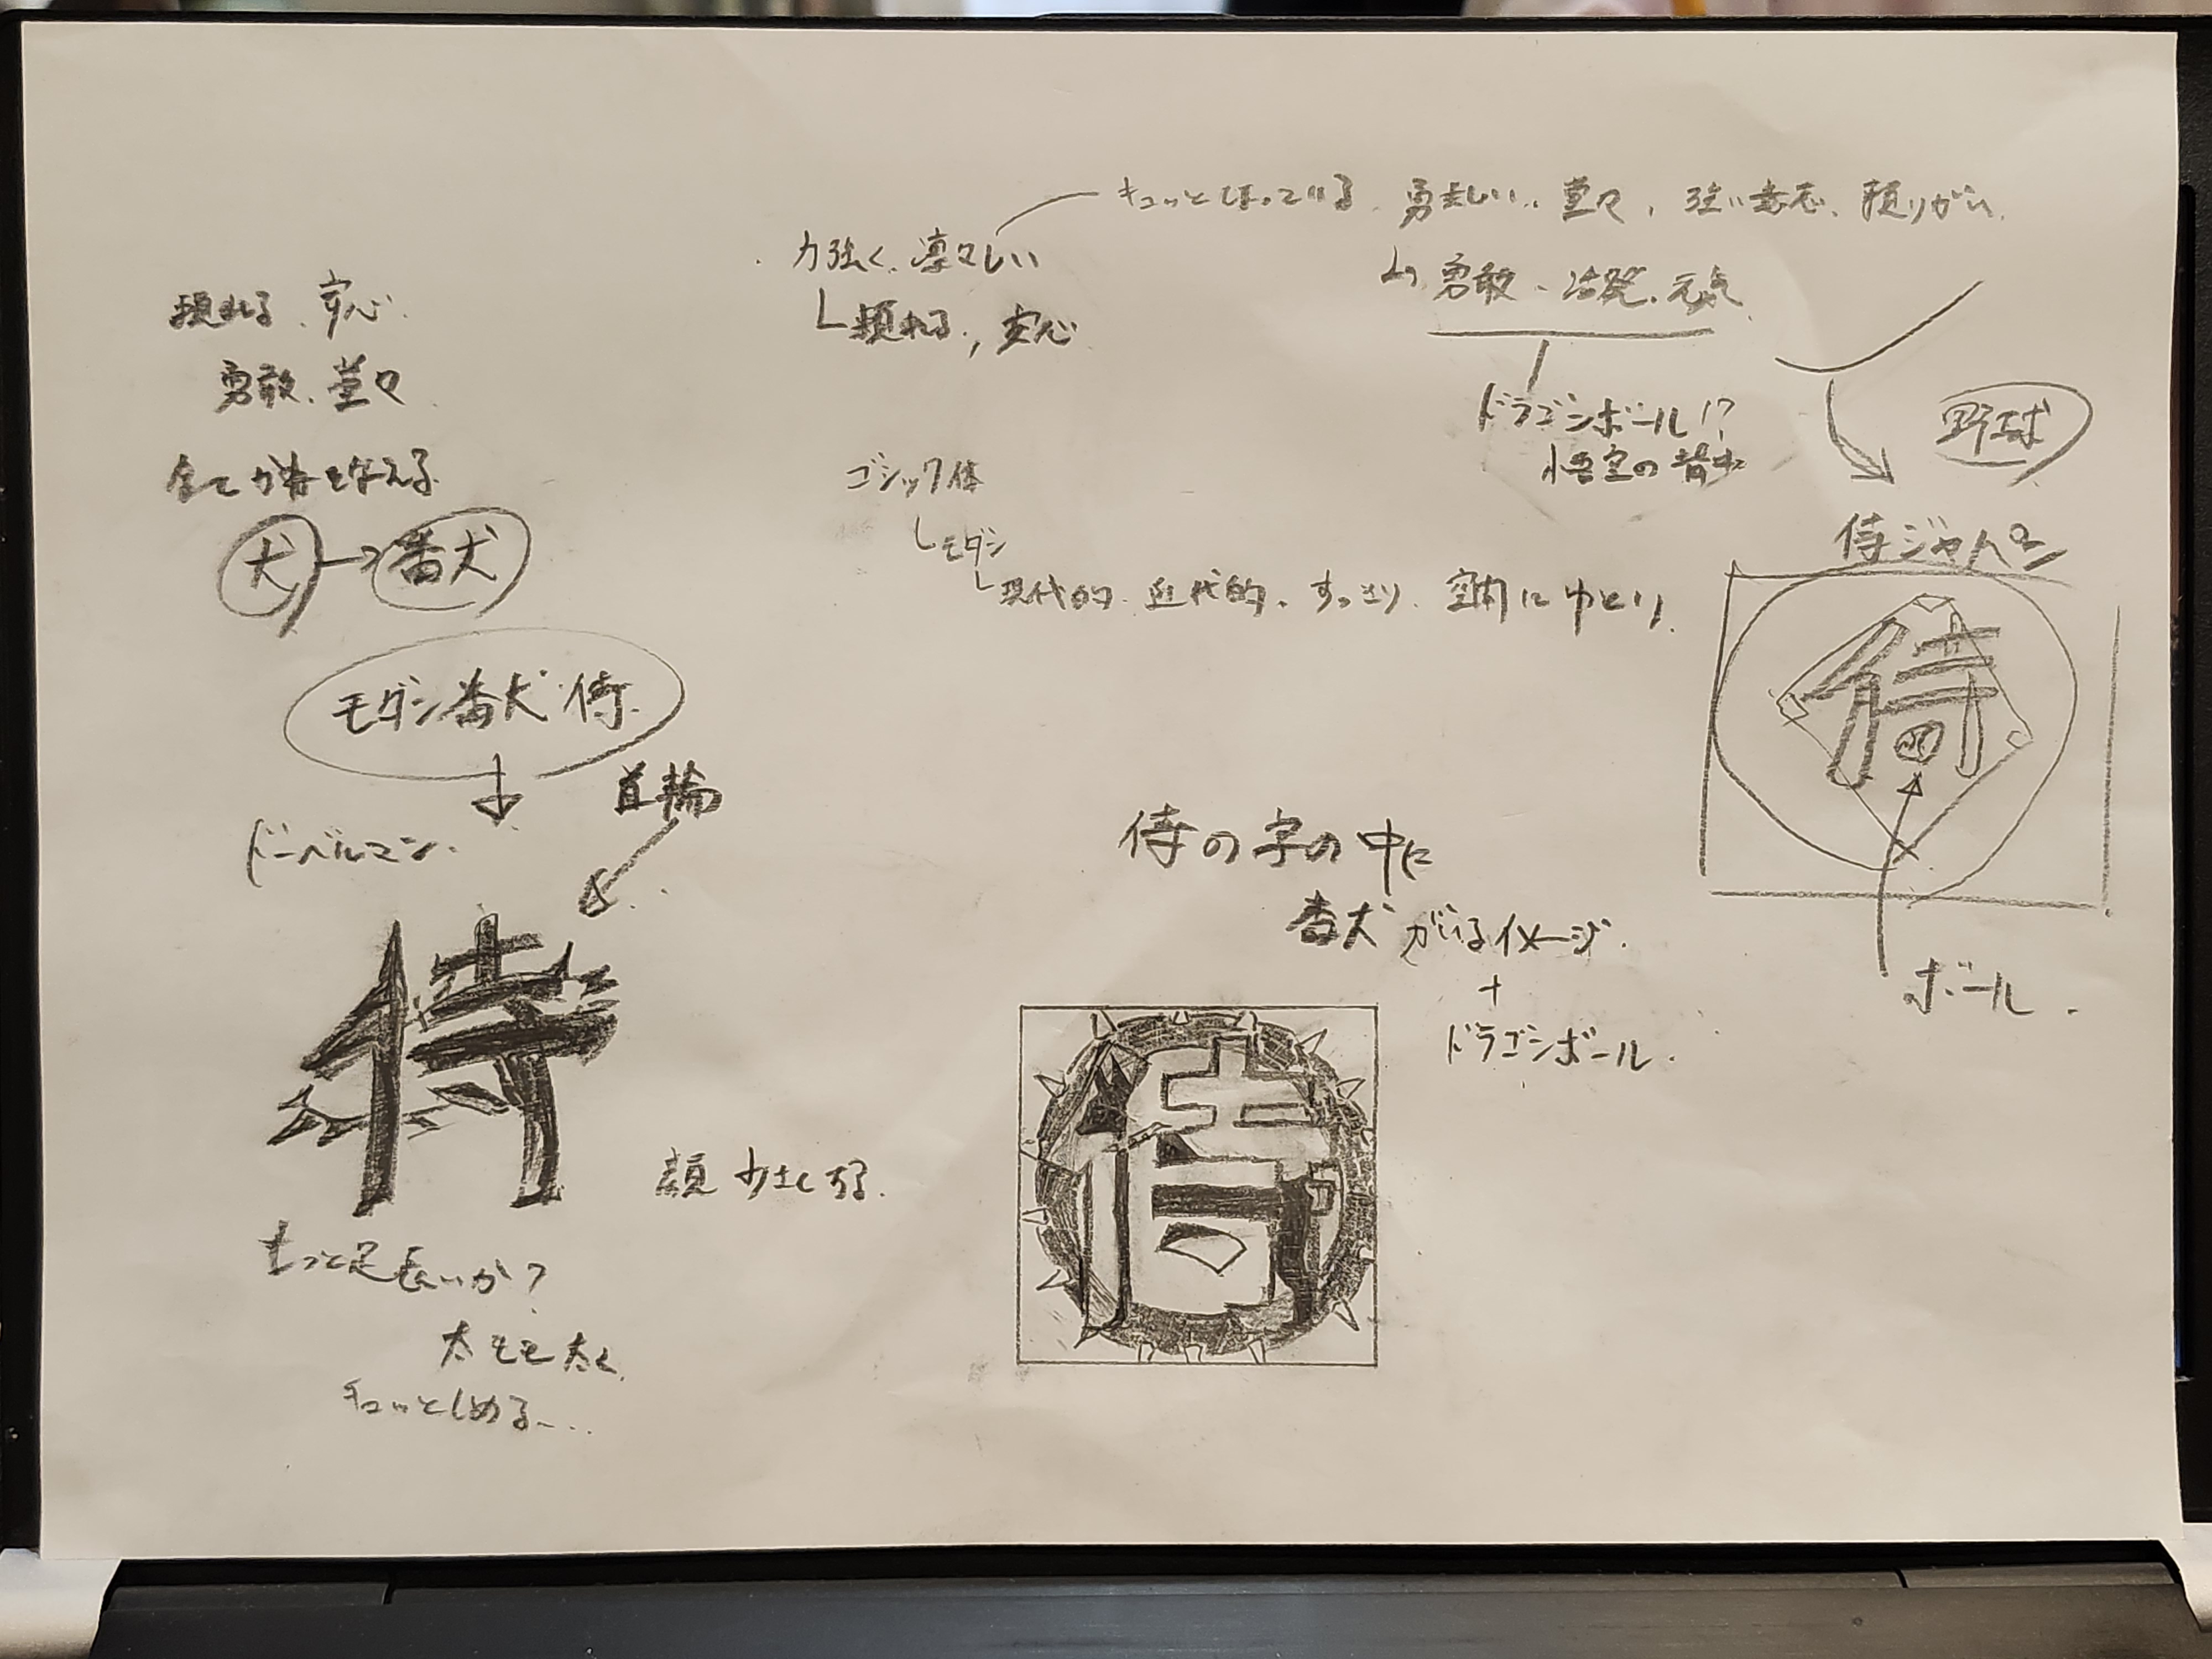 キュッとしまっている、勇ましい、堂々、強い意志、頼りがい
力強く、凛々しい
└頼れる、安心
↳勇敢、活発、元気
ドラゴンボール!?
悟空の背中
野球
侍ジャパン
侍
ボール
頼れる、安心
勇敢、堂々
全てが
与える
犬→番犬
モダン番犬侍
首輪
ドーベルマン
侍
もっと足長いか?
太もも太く
キュッとしめる...
顔
する
ゴシック体
└モダン
└現代的、近代的、すっきり、空間にゆとり
侍の字の中に
番犬がいるイメージ
+
ドラゴンボール
侍